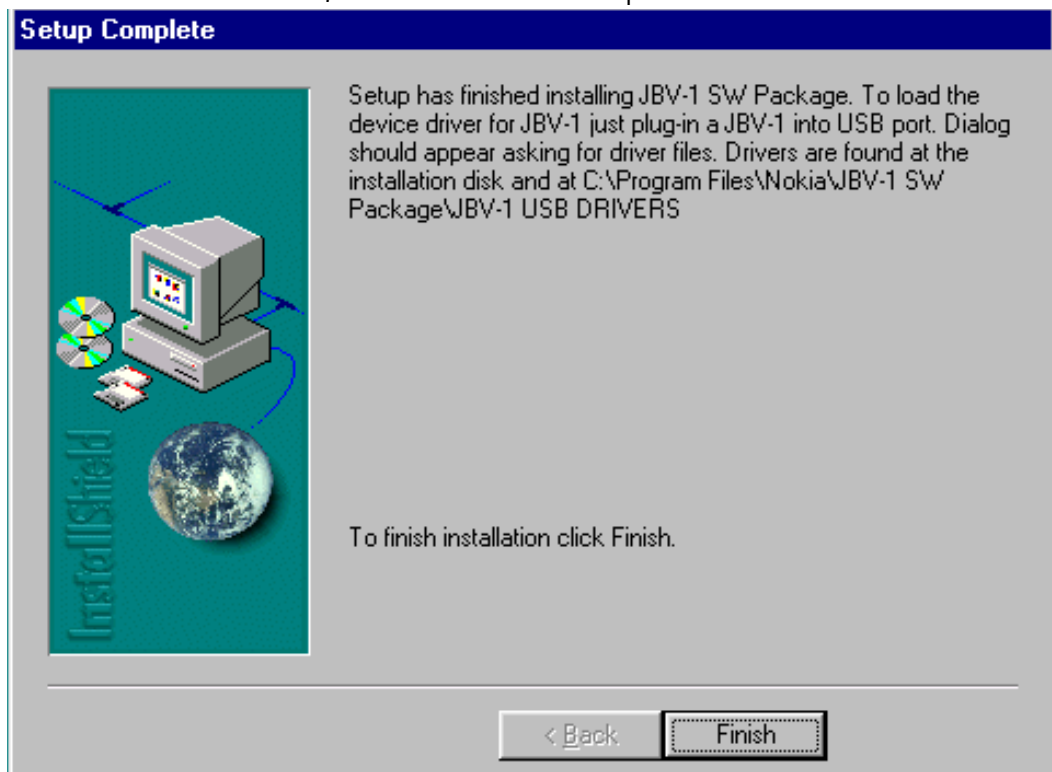 Setup Complete
Setup has finished installing JBV-1 SW Package. To load the
device driver for JBV-1 just plug-in a JBV-1 into USB port. Dialog
should appear asking for driver files. Drivers are found at the
installation disk and at C:\Program Files\Nokia\JBV-1 SW
Package\JBV-1 USB DRIVERS
InstallShield
To finish installation click Finish.
< Back
Finish